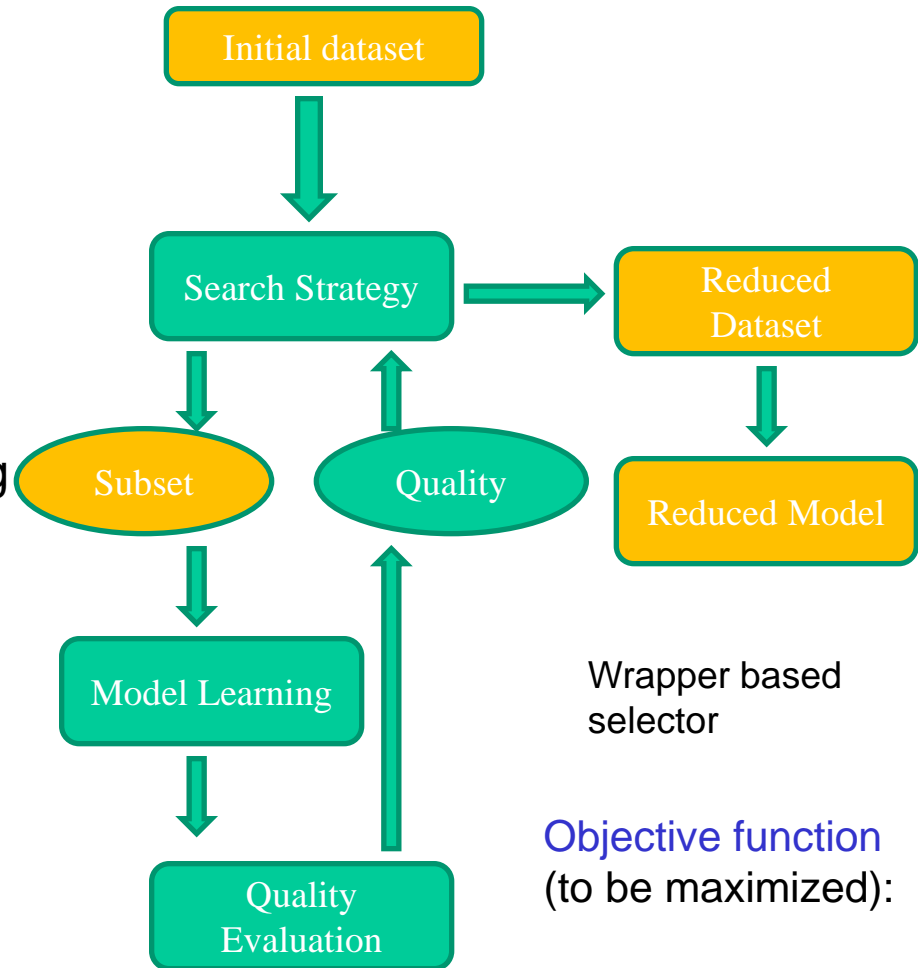 Initial dataset
Search Strategy
Reduced
Dataset
g
Subset
Quality
Reduced Model
Model Learning
Wrapper based
selector
Objective function
(to be maximized):
Quality
Evaluation